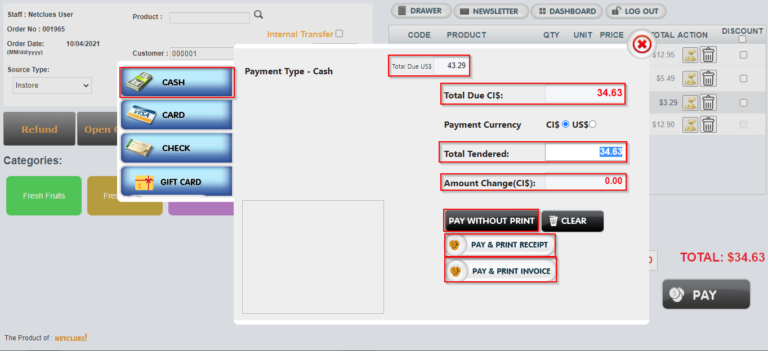 Staff : Netclues User
Product :
Order No : 001965
Internal Transfer
Order Date: 10/04/2021
(MM/dd/yyyy)
Customer : 000001
Source Type:
Instore
DRAWER
NEWSLETTER
DASHBOARD
LOG OUT
CODE PRODUCT QTY UNIT PRICE TOTAL ACTION DISCOUNT
$12.95
$5.49
$3.29
$12.90
Refund
Open
Categories:
Fresh Fruits
Fres
CASH
CARD
VISA
CHECK
GIFT CARD
Payment Type - Cash
Total Due US$ 43.29
Total Due CI$: 34.63
Payment Currency CI$ US$
Total Tendered: 34.63
Amount Change(CI$): 0.00
PAY WITHOUT PRINT
CLEAR
PAY & PRINT RECEIPT
PAY & PRINT INVOICE
TOTAL: $34.63
PAY
The Product of : NETCLUES!